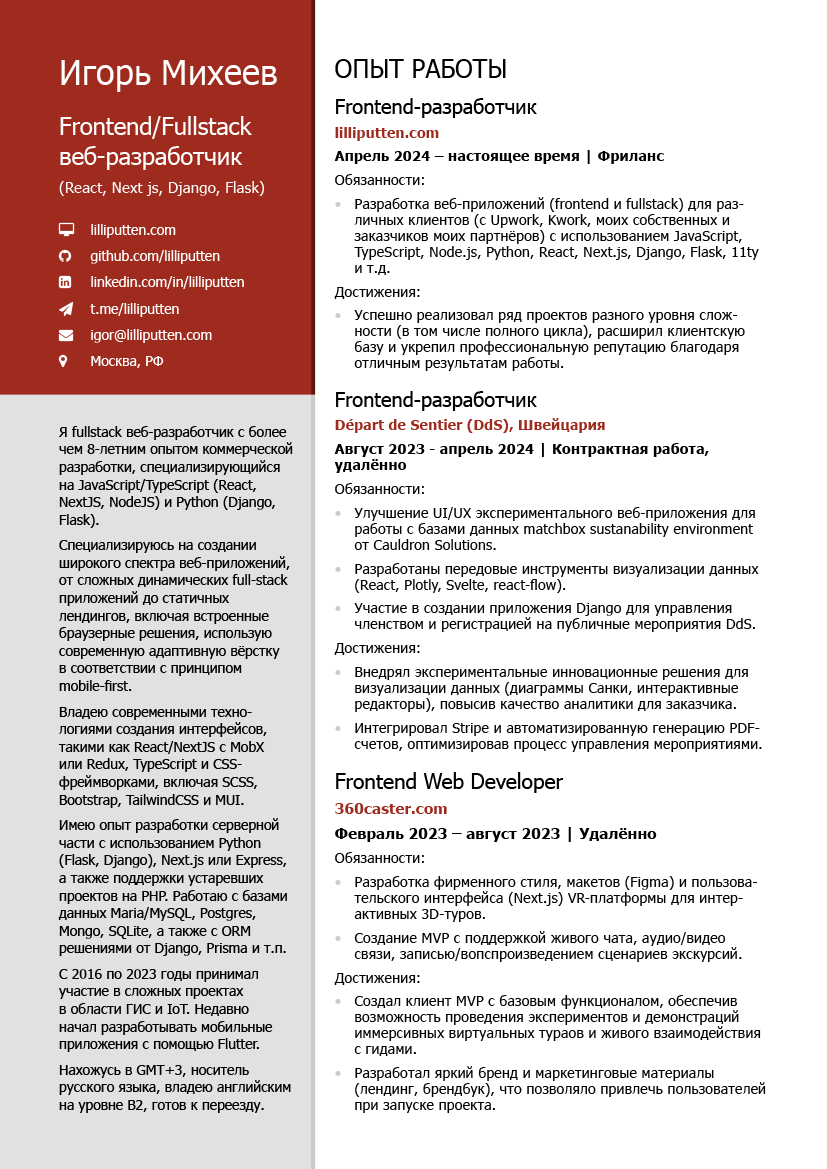 Игорь Михеев
Frontend/Fullstack
веб-разработчик
(React, Next js, Django, Flask)
lilliputten.com
github.com/lilliputten
linkedin.com/in/lilliputten
t.me/lilliputten
igor@lilliputten.com
Москва, РФ
Я fullstack веб-разработчик с более
чем 8-летним опытом коммерческой
разработки, специализирующийся
на JavaScript/TypeScript (React,
NextJS, NodeJS) и Python (Django,
Flask).
Специализируюсь на создании
широкого спектра веб-приложений,
от сложных динамических full-stack
приложений до статичных
лендингов, включая встроенные
браузерные решения, использую
современную адаптивную вёрстку
в соответствии с принципом
mobile-first.
Владею современными техно-
логиями создания интерфейсов,
такими как React/NextJS с MobX
или Redux, TypeScript и CSS-
фреймворками, включая SCSS,
Bootstrap, TailwindCSS и MUI.
Имею опыт разработки серверной
части с использованием Python
(Flask, Django), Next.js или Express,
а также поддержки устаревших
проектов на PHP. Работаю с базами
данных Maria/MySQL, Postgres,
Mongo, SQLite, а также с ORM
решениями от Django, Prisma и т.п.
С 2016 по 2023 годы принимал
участие в сложных проектах
в области ГИС и IoT. Недавно
начал разработывать мобильные
приложения с помощью Flutter.
Нахожусь в GMT+3, носитель
русского языка, владею английским
на уровне B2, готов к переезду.
ОПЫТ РАБОТЫ
Frontend-разработчик
lilliputten.com
Апрель 2024 – настоящее время | Фриланс
Обязанности:
• Разработка веб-приложений (frontend и fullstack) для раз-
личных клиентов (с Upwork, Kwork, моих собственных и
заказчиков моих партнёров) с использованием JavaScript,
TypeScript, Node.js, Python, React, Next.js, Django, Flask, 11ty
и т.д.
Достижения:
• Успешно реализовал ряд проектов разного уровня слож-
ности (в том числе полного цикла), расширил клиентскую
базу и укрепил профессиональную репутацию благодаря
отличным результатам работы.
Frontend-разработчик
Départ de Sentier (DdS), Швейцария
Август 2023 - апрель 2024 | Контрактная работа,
удалённо
Обязанности:
• Улучшение UI/UX экспериментального веб-приложения для
работы с базами данных matchbox sustanability environment
от Cauldron Solutions.
• Разработаны передовые инструменты визуализации данных
(React, Plotly, Svelte, react-flow).
• Участие в создании приложения Django для управления
членством и регистрацией на публичные мероприятия DdS.
Достижения:
• Внедрял экспериментальные инновационные решения для
визуализации данных (диаграммы Санки, интерактивные
редакторы), повысив качество аналитики для заказчика.
• Интегрировал Stripe и автоматизированную генерацию PDF-
счетов, оптимизировав процесс управления мероприятиями.
Frontend Web Developer
360caster.com
Февраль 2023 – август 2023 | Удалённо
Обязанности:
• Разработка фирменного стиля, макетов (Figma) и пользова-
тельского интерфейса (Next.js) VR-платформы для интер-
активных 3D-туров.
• Создание MVP с поддержкой живого чата, аудио/видео
связи, записью/вопспроизведением сценариев экскурсий.
Достижения:
• Создал клиент MVP с базовым функционалом, обеспечив
возможность проведения экспериментов и демонстраций
иммерсивных виртуальных тураов и живого взаимодействия
с гидами.
• Разработал яркий бренд и маркетинговые материалы
(лендинг, брендбук), что позволяло привлечь пользователей
при запуске проекта.